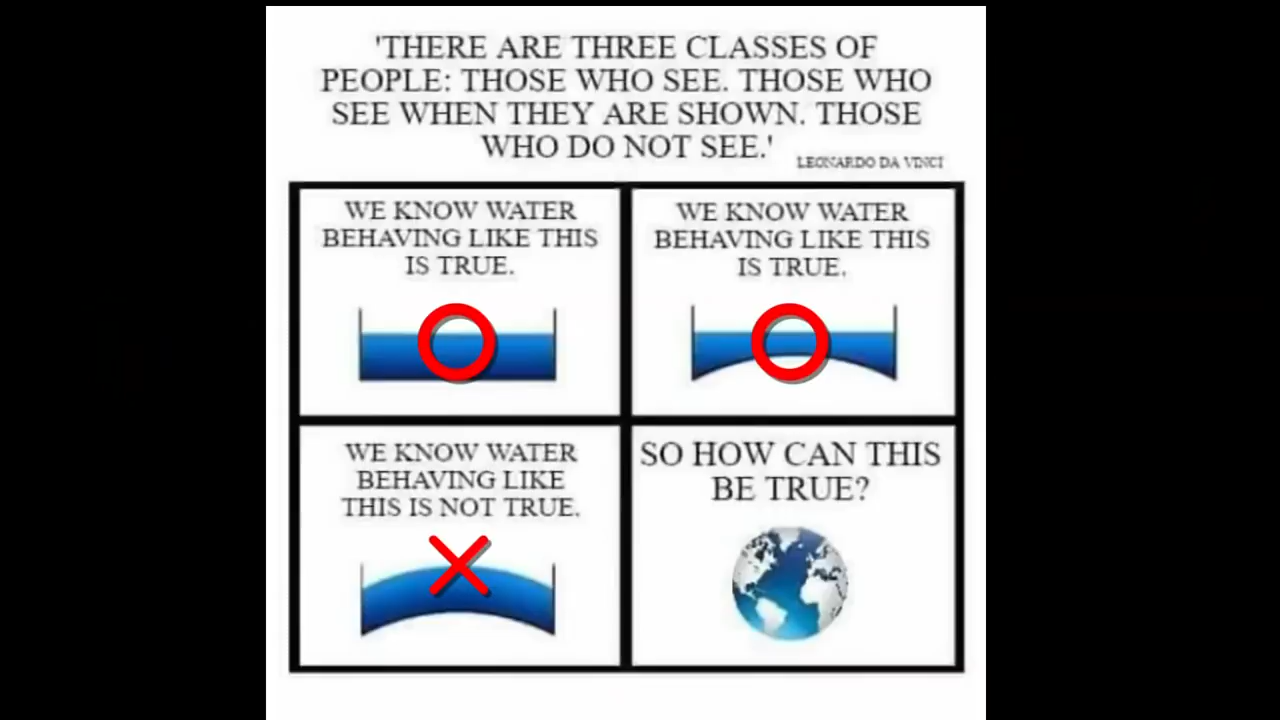 'THERE ARE THREE CLASSES OF
PEOPLE: THOSE WHO SEE. THOSE WHO
SEE WHEN THEY ARE SHOWN. THOSE
WHO DO NOT SEE.'
LEONARDO DA VINCI
WE KNOW WATER
BEHAVING LIKE THIS
IS TRUE.
WE KNOW WATER
BEHAVING LIKE THIS
IS TRUE.
WE KNOW WATER
BEHAVING LIKE
THIS IS NOT TRUE.
SO HOW CAN THIS
BE TRUE?